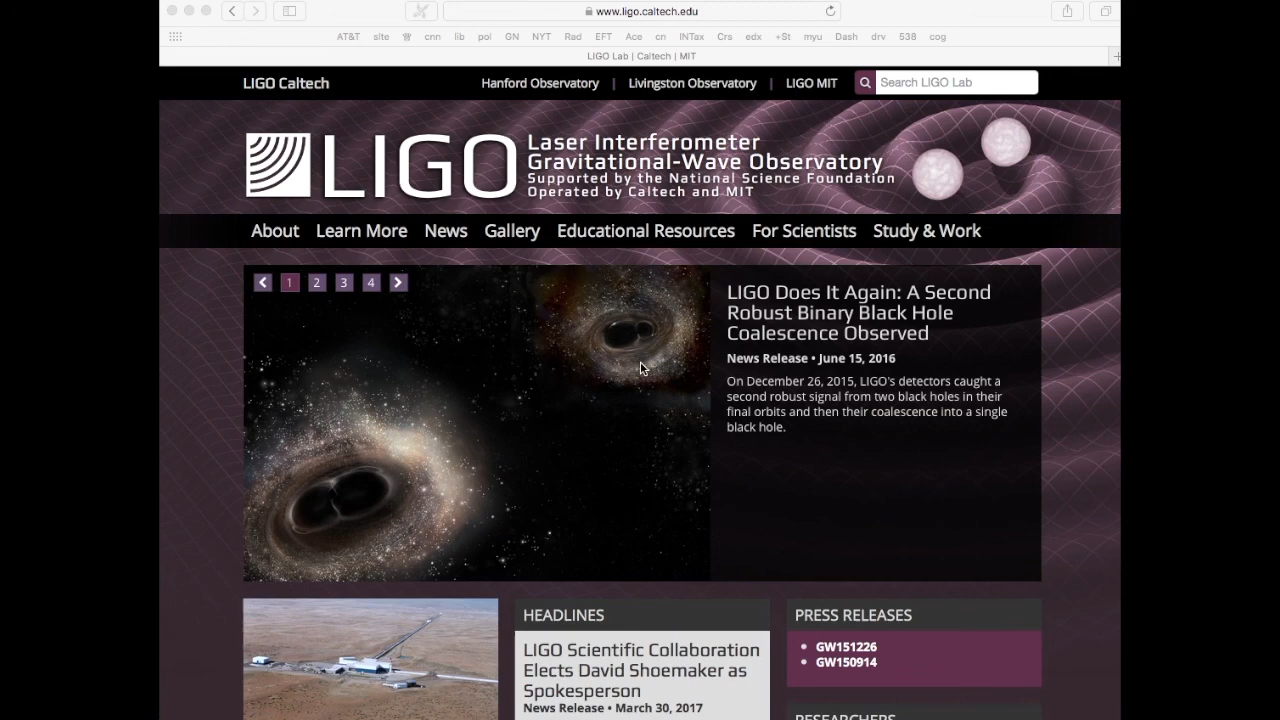 www.ligo.caltech.edu
AT&T site cnn lib pol GN NYT Rad EFT Ace cn INTax Crs edx +St myu Dash drv 538 cog
LIGO Lab | Caltech | MIT
LIGO Caltech
Hanford Observatory | Livingston Observatory | LIGO MIT
Search LIGO Lab
LIGO
Laser Interferometer
Gravitational-Wave Observatory
Supported by the National Science Foundation
Operated by Caltech and MIT
About Learn More News Gallery Educational Resources For Scientists Study & Work
1 2 3 4
LIGO Does It Again: A Second
Robust Binary Black Hole
Coalescence Observed
News Release • June 15, 2016
On December 26, 2015, LIGO's detectors caught a
second robust signal from two black holes in their
final orbits and then their coalescence into a single
black hole.
HEADLINES
LIGO Scientific Collaboration
Elects David Shoemaker as
Spokesperson
News Release • March 30, 2017
PRESS RELEASES
• GW151226
• GW150914
RESEARCHERS